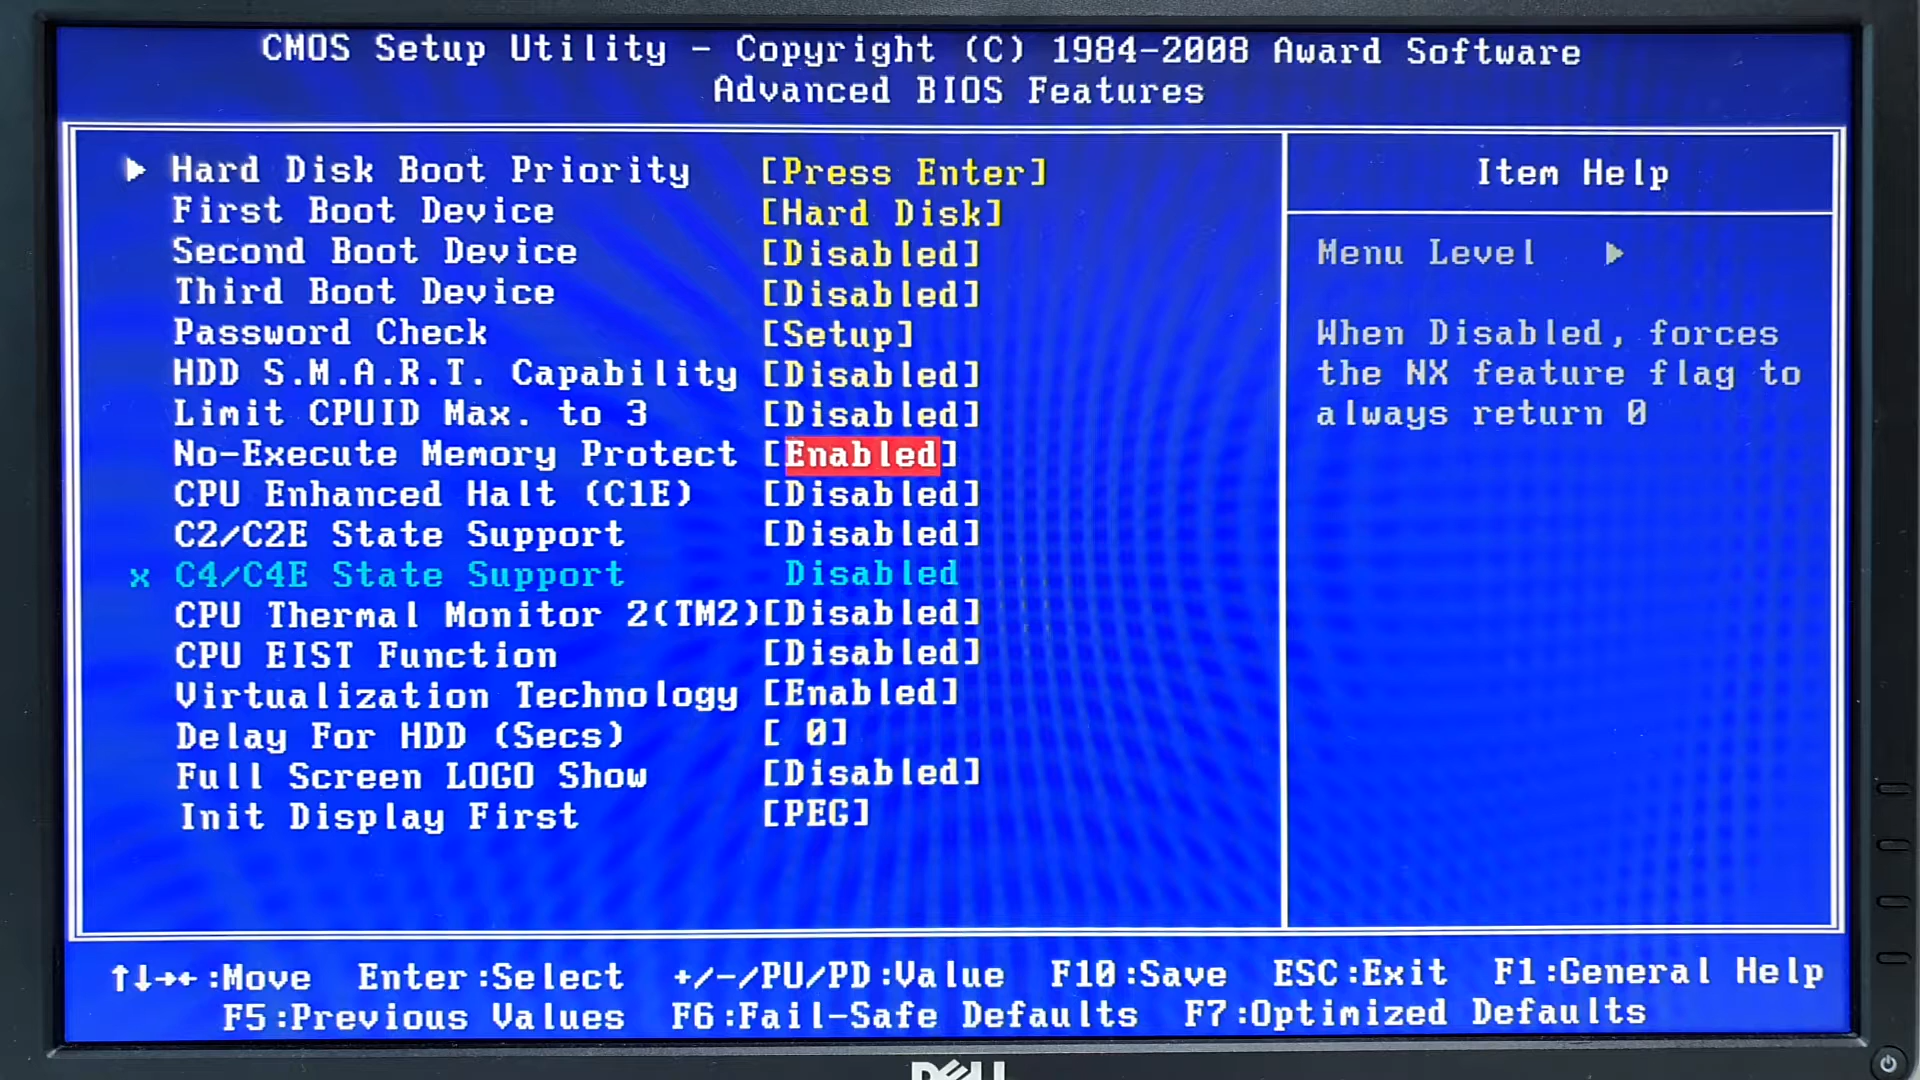 CMOS Setup Utility - Copyright (C) 1984-2008 Award Software
Advanced BIOS Features
▶ Hard Disk Boot Priority [Press Enter]
First Boot Device [Hard Disk]
Second Boot Device [Disabled]
Third Boot Device [Disabled]
Password Check [Setup]
HDD S.M.A.R.T. Capability [Disabled]
Limit CPUID Max. to 3 [Disabled]
No-Execute Memory Protect [Enabled]
CPU Enhanced Halt (C1E) [Disabled]
C2/C2E State Support [Disabled]
x C4/C4E State Support Disabled
CPU Thermal Monitor 2(TM2)[Disabled]
CPU EIST Function [Disabled]
Virtualization Technology [Enabled]
Delay For HDD (Secs) [ 0]
Full Screen LOGO Show [Disabled]
Init Display First [PEG]
Item Help
Menu Level ▶
When Disabled, forces
the NX feature flag to
always return 0
↑↓→←:Move Enter:Select +/-/PU/PD:Value F10:Save ESC:Exit F1:General Help
F5:Previous Values F6:Fail-Safe Defaults F7:Optimized Defaults
DELL